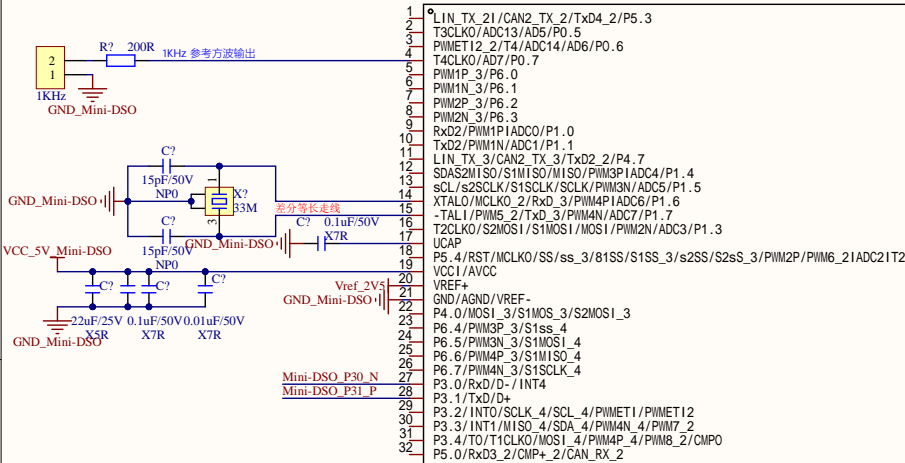 1 LIN_TX_2I/CAN2_TX_2/TxD4_2/P5.3
2 T3CLKO/ADC13/AD5/P0.5
3 PWMETI2_2/T4/ADC14/AD6/P0.6
4 T4CLKO/AD7/P0.7
5 PWM1P_3/P6.0
6 PWM1N_3/P6.1
7 PWM2P_3/P6.2
8 PWM2N_3/P6.3
9 RxD2/PWM1PIADCO/P1.0
10 TxD2/PWM1N/ADC1/P1.1
11 LIN_TX_3/CAN2_TX_3/TxD2_2/P4.7
12 SDAS2MISO/S1MISO/MISO/PWM3PIADC4/P1.4
13 sCL/s2SCLK/S1SCLK/SCLK/PWM3N/ADC5/P1.5
14 XTALO/MCLKO_2/RxD_3/PWM4PIADC6/P1.6
15 -TALI/PWM5_2/TxD_3/PWM4N/ADC7/P1.7
16 T2CLKO/S2MOSI/S1MOSI/MOSI/PWM2N/ADC3/P1.3
17 UCAP
18 P5.4/RST/MCLKO/SS/ss_3/81SS/S1SS_3/s2SS/S2sS_3/PWM2P/PWM6_2IADC2IT2
19 VCCI/AVCC
20 VREF+
21 GND/AGND/VREF-
22 P4.0/MOSI_3/S1MOS_3/S2MOSI_3
23 P6.4/PWM3P_3/S1ss_4
24 P6.5/PWM3N_3/S1MOSI_4
25 P6.6/PWM4P_3/S1MISO_4
26 P6.7/PWM4N_3/S1SCLK_4
27 P3.0/RxD/D-/INT4
28 P3.1/TxD/D+
29 P3.2/INTO/SCLK_4/SCL_4/PWMETI/PWMETI2
30 P3.3/INT1/MISO_4/SDA_4/PWM4N_4/PWM7_2
31 P3.4/TO/T1CLKO/MOSI_4/PWM4P_4/PWM8_2/CMPO
32 P5.0/RxD3_2/CMP+_2/CAN_RX_2
R? 200R
1KHz 参考方波输出
2
1
1KHz
GND_Mini-DSO
C?
15pF/50V
NP0
GND_Mini-DSO
1
X?
33M
3
差分等长走线
C?
15pF/50V
NP0
GND_Mini-DSO
C? 0.1uF/50V
X7R
VCC_5V_Mini-DSO
C? C? C?
22uF/25V 0.1uF/50V 0.01uF/50V
X5R X7R X7R
GND_Mini-DSO
Vref_2V5
GND_Mini-DSO
Mini-DSO_P30_N
Mini-DSO_P31_P